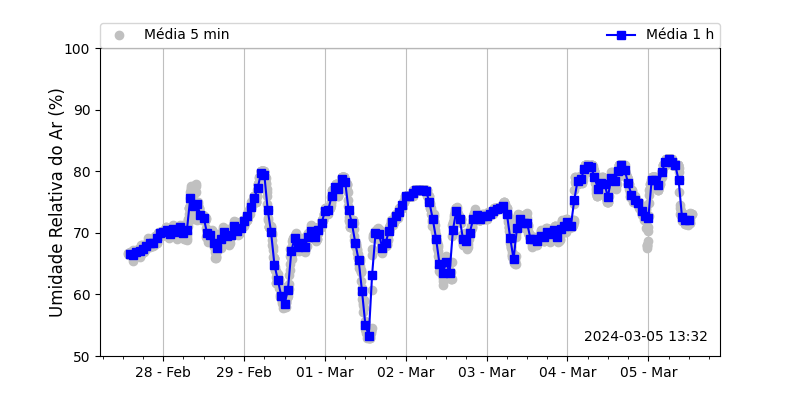 Média 5 min
Média 1 h
100
90
80
70
60
50
Umidade Relativa do Ar (%)
2024-03-05 13:32
28 - Feb
29 - Feb
01 - Mar
02 - Mar
03 - Mar
04 - Mar
05 - Mar